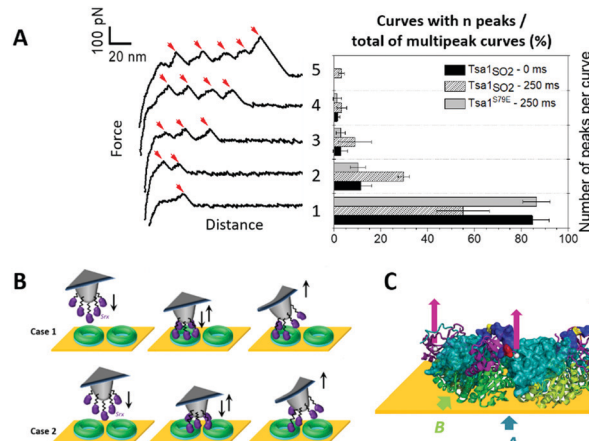 A
100 pN
20 nm
Force
Distance
5
4
3
2
1
Curves with n peaks /
total of multipeak curves (%)
Tsa1SO2 - 0 ms
Tsa1SO2 - 250 ms
Tsa1S79E - 250 ms
Number of peaks per curve
0 20 40 60 80 100
B
Srx
Case 1
Srx
Case 2
C
B
A